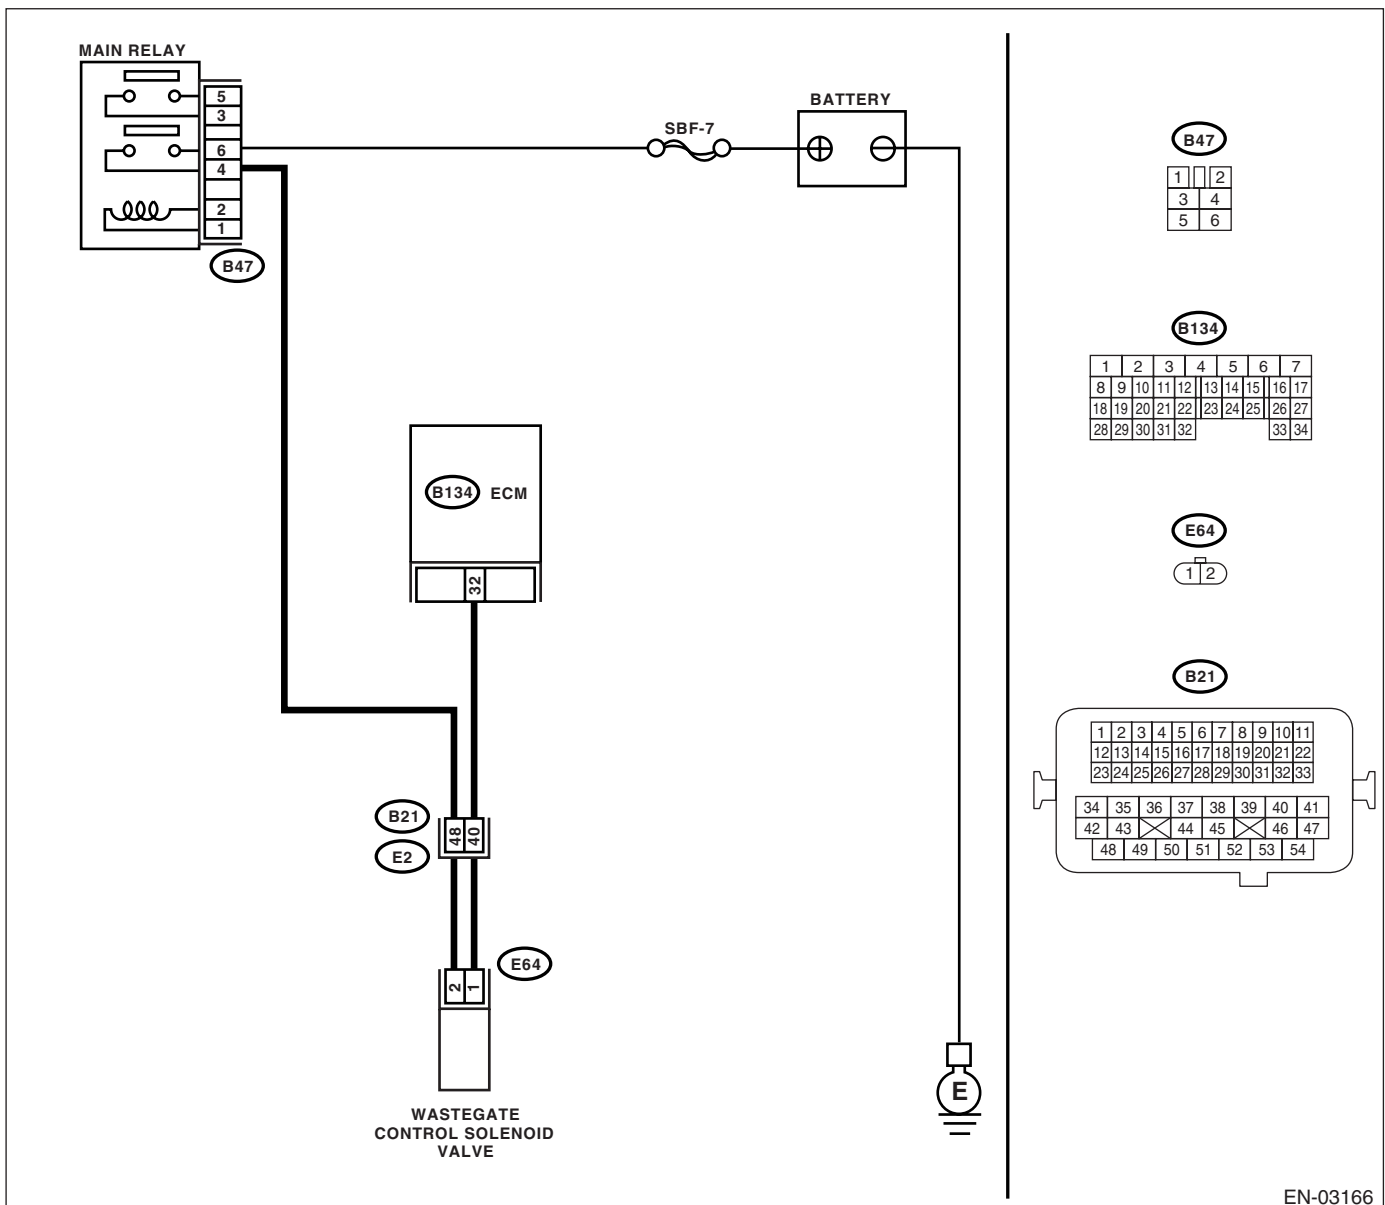 MAIN RELAY
5
3
6
4
2
1
B47
SBF-7
BATTERY
B134 ECM
32
B21
E2
48 40
E64
2 1
WASTEGATE
CONTROL SOLENOID
VALVE
E
B47
1 2
3 4
5 6
B134
1 2 3 4 5 6 7
8 9 10 11 12 13 14 15 16 17
18 19 20 21 22 23 24 25 26 27
28 29 30 31 32 33 34
E64
1 2
B21
1 2 3 4 5 6 7 8 9 10 11
12 13 14 15 16 17 18 19 20 21 22
23 24 25 26 27 28 29 30 31 32 33
34 35 36 37 38 39 40 41
42 43 44 45 46 47
48 49 50 51 52 53 54
EN-03166